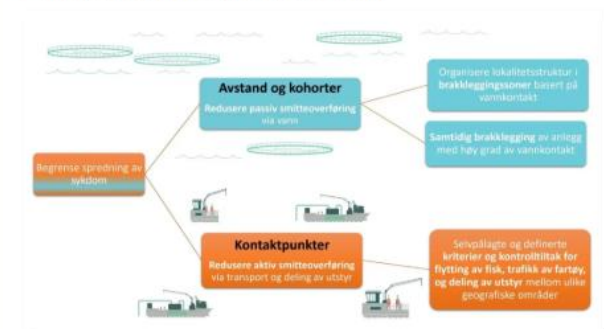 Avstand og kohorter
Redusere passiv smitteoverføring
via vann
Organisere lokalitetsstruktur i
brakkleggingssoner basert på
vannkontakt
Samtidig brakklegging av anlegg
med høy grad av vannkontakt
Begrense spredning av
sykdom
Kontaktpunkter
Redusere aktiv smitteoverføring
via transport og deling av utstyr
Selvpålagte og definerte
kriterier og kontrolltiltak for
flytting av fisk, trafikk av fartøy,
og deling av utstyr mellom ulike
geografiske områder